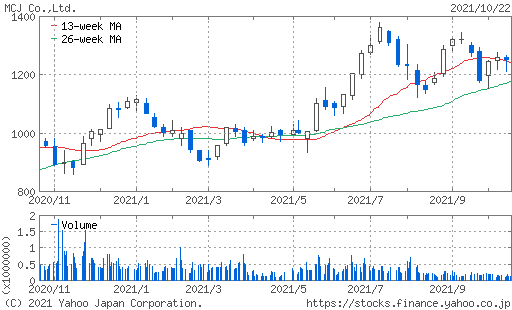 MCJ Co.,Ltd. 2021/10/22
1400
13-week MA
26-week MA
1200
1000
800
2020/11 2021/1 2021/3 2021/5 2021/7 2021/9
2
Volume
1.5
1
0.5
0
(x1000000)
2020/11 2021/1 2021/3 2021/5 2021/7 2021/9
(C) 2021 Yahoo Japan Corporation. https://stocks.finance.yahoo.co.jp/